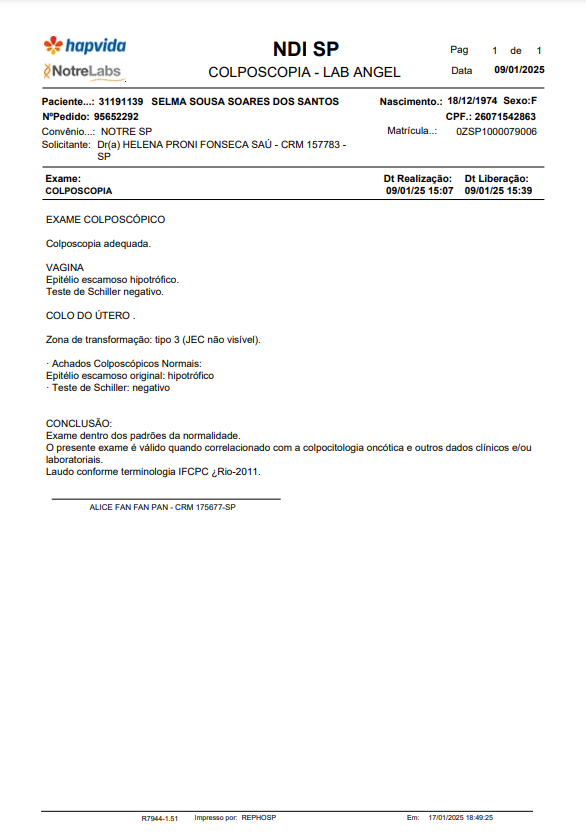 hapvida
NotreLabs
NDI SP
COLPOSCOPIA - LAB ANGEL
Pag 1 de 1
Data 09/01/2025
Paciente...: 31191139 SELMA SOUSA SOARES DOS SANTOS
Nascimento.: 18/12/1974 Sexo:F
NºPedido: 95652292
CPF.: 26071542863
Convênio...: NOTRE SP
Matrícula..: 0ZSP1000079006
Solicitante: Dr(a) HELENA PRONI FONSECA SAÚ - CRM 157783 -
SP
Exame: Dt Realização: Dt Liberação:
COLPOSCOPIA 09/01/25 15:07 09/01/25 15:39
EXAME COLPOSCÓPICO
Colposcopia adequada.
VAGINA
Epitélio escamoso hipotrófico.
Teste de Schiller negativo.
COLO DO ÚTERO .
Zona de transformação: tipo 3 (JEC não visível).
· Achados Colposcópicos Normais:
Epitélio escamoso original: hipotrófico
· Teste de Schiller: negativo
CONCLUSÃO:
Exame dentro dos padrões da normalidade.
O presente exame é válido quando correlacionado com a colpocitologia oncótica e outros dados clínicos e/ou
laboratoriais.
Laudo conforme terminologia IFCPC ¿Rio-2011.
ALICE FAN FAN PAN - CRM 175677-SP
R7944-1.51 Impresso por: REPHOSP Em: 17/01/2025 18:49:25